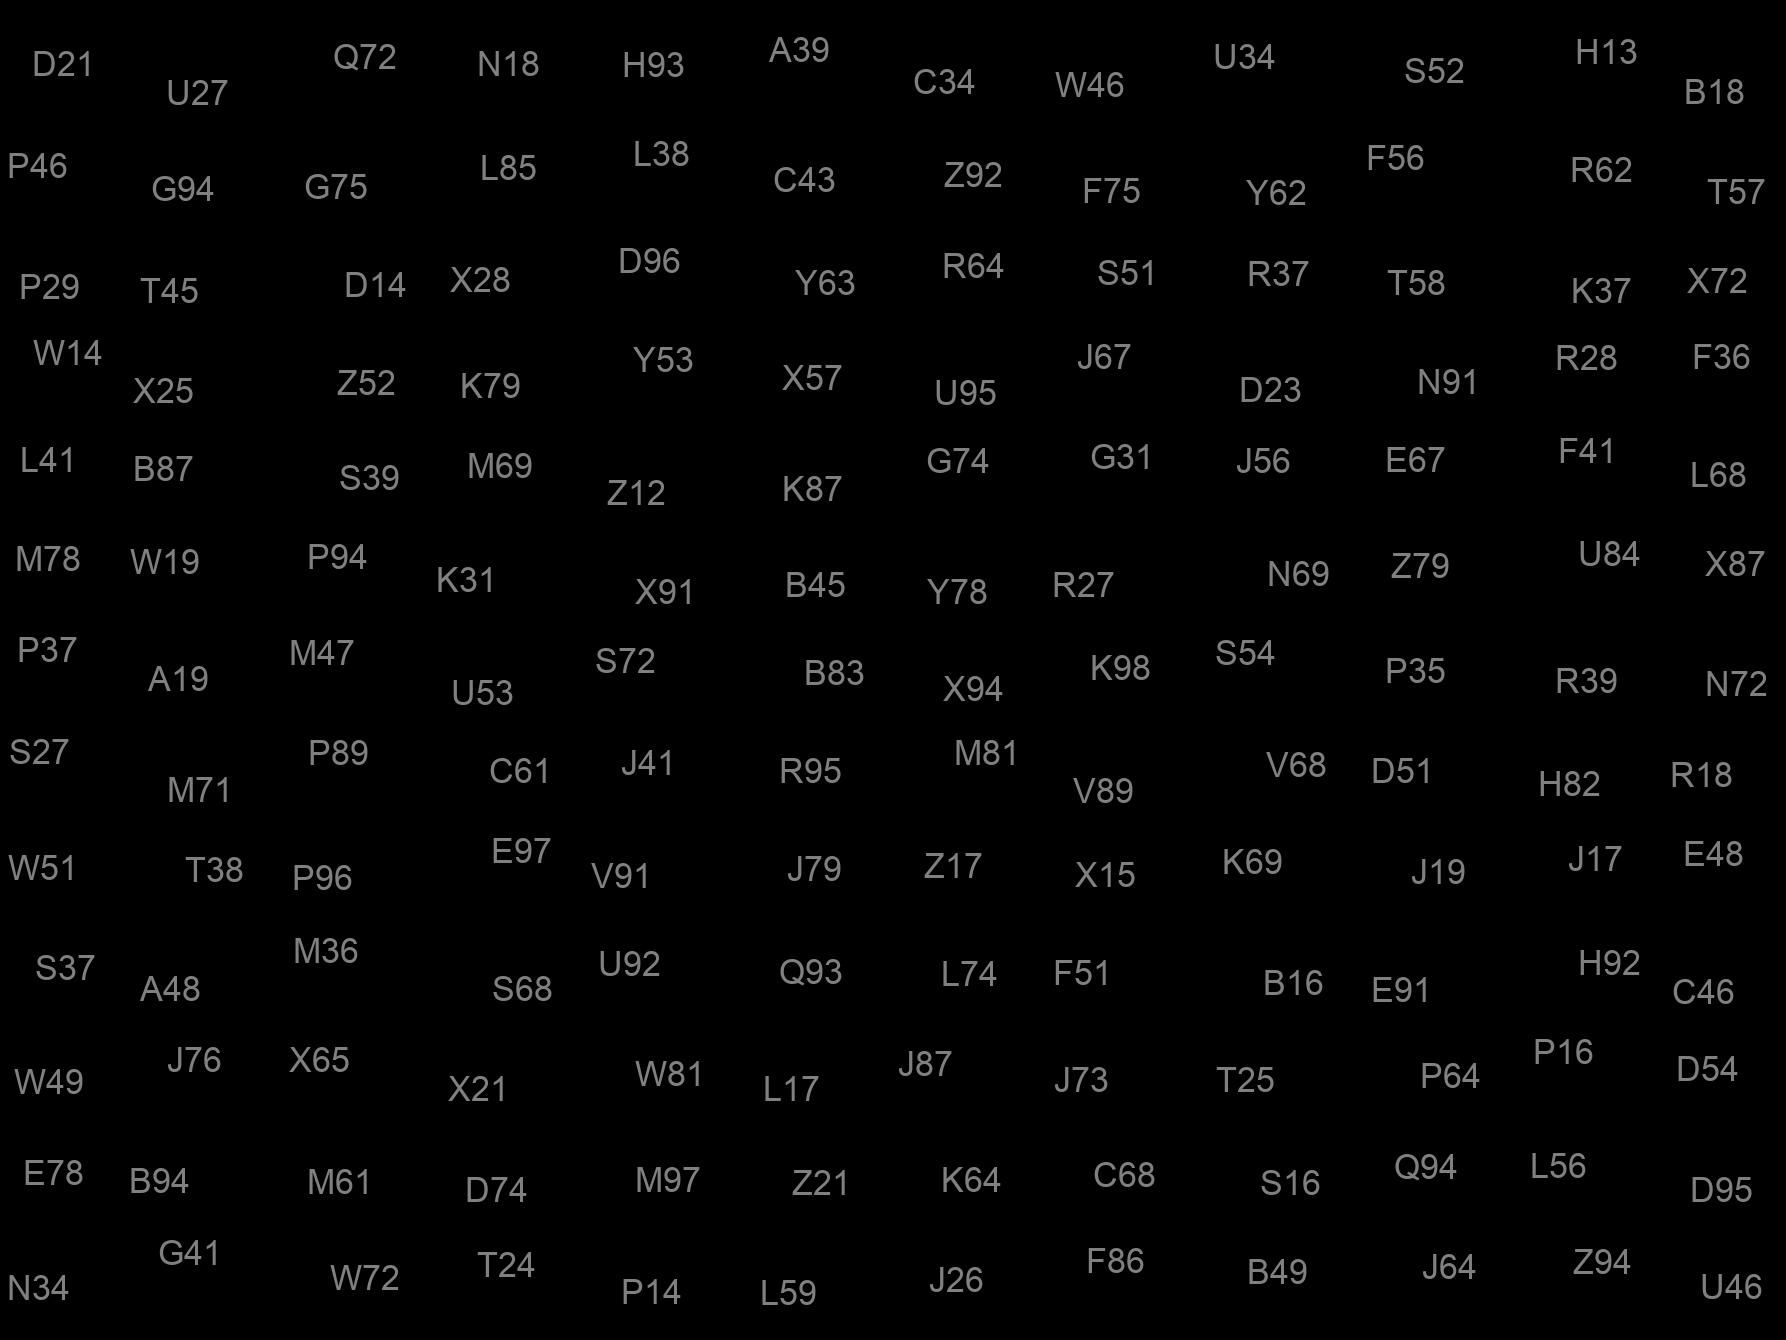 D21 U27 Q72 N18 H93 A39 C34 W46 U34 S52 H13 B18
P46 G94 G75 L85 L38 C43 Z92 F75 Y62 F56 R62 T57
P29 T45 D14 X28 D96 Y63 R64 S51 R37 T58 K37 X72
W14 X25 Z52 K79 Y53 X57 U95 J67 D23 N91 R28 F36
L41 B87 S39 M69 Z12 K87 G74 G31 J56 E67 F41 L68
M78 W19 P94 K31 X91 B45 Y78 R27 N69 Z79 U84 X87
P37 A19 M47 U53 S72 B83 X94 K98 S54 P35 R39 N72
S27 M71 P89 C61 J41 R95 M81 V89 V68 D51 H82 R18
W51 T38 P96 E97 V91 J79 Z17 X15 K69 J19 J17 E48
S37 A48 M36 S68 U92 Q93 L74 F51 B16 E91 H92 C46
W49 J76 X65 X21 W81 L17 J87 J73 T25 P64 P16 D54
E78 B94 M61 D74 M97 Z21 K64 C68 S16 Q94 L56 D95
N34 G41 W72 T24 P14 L59 J26 F86 B49 J64 Z94 U46